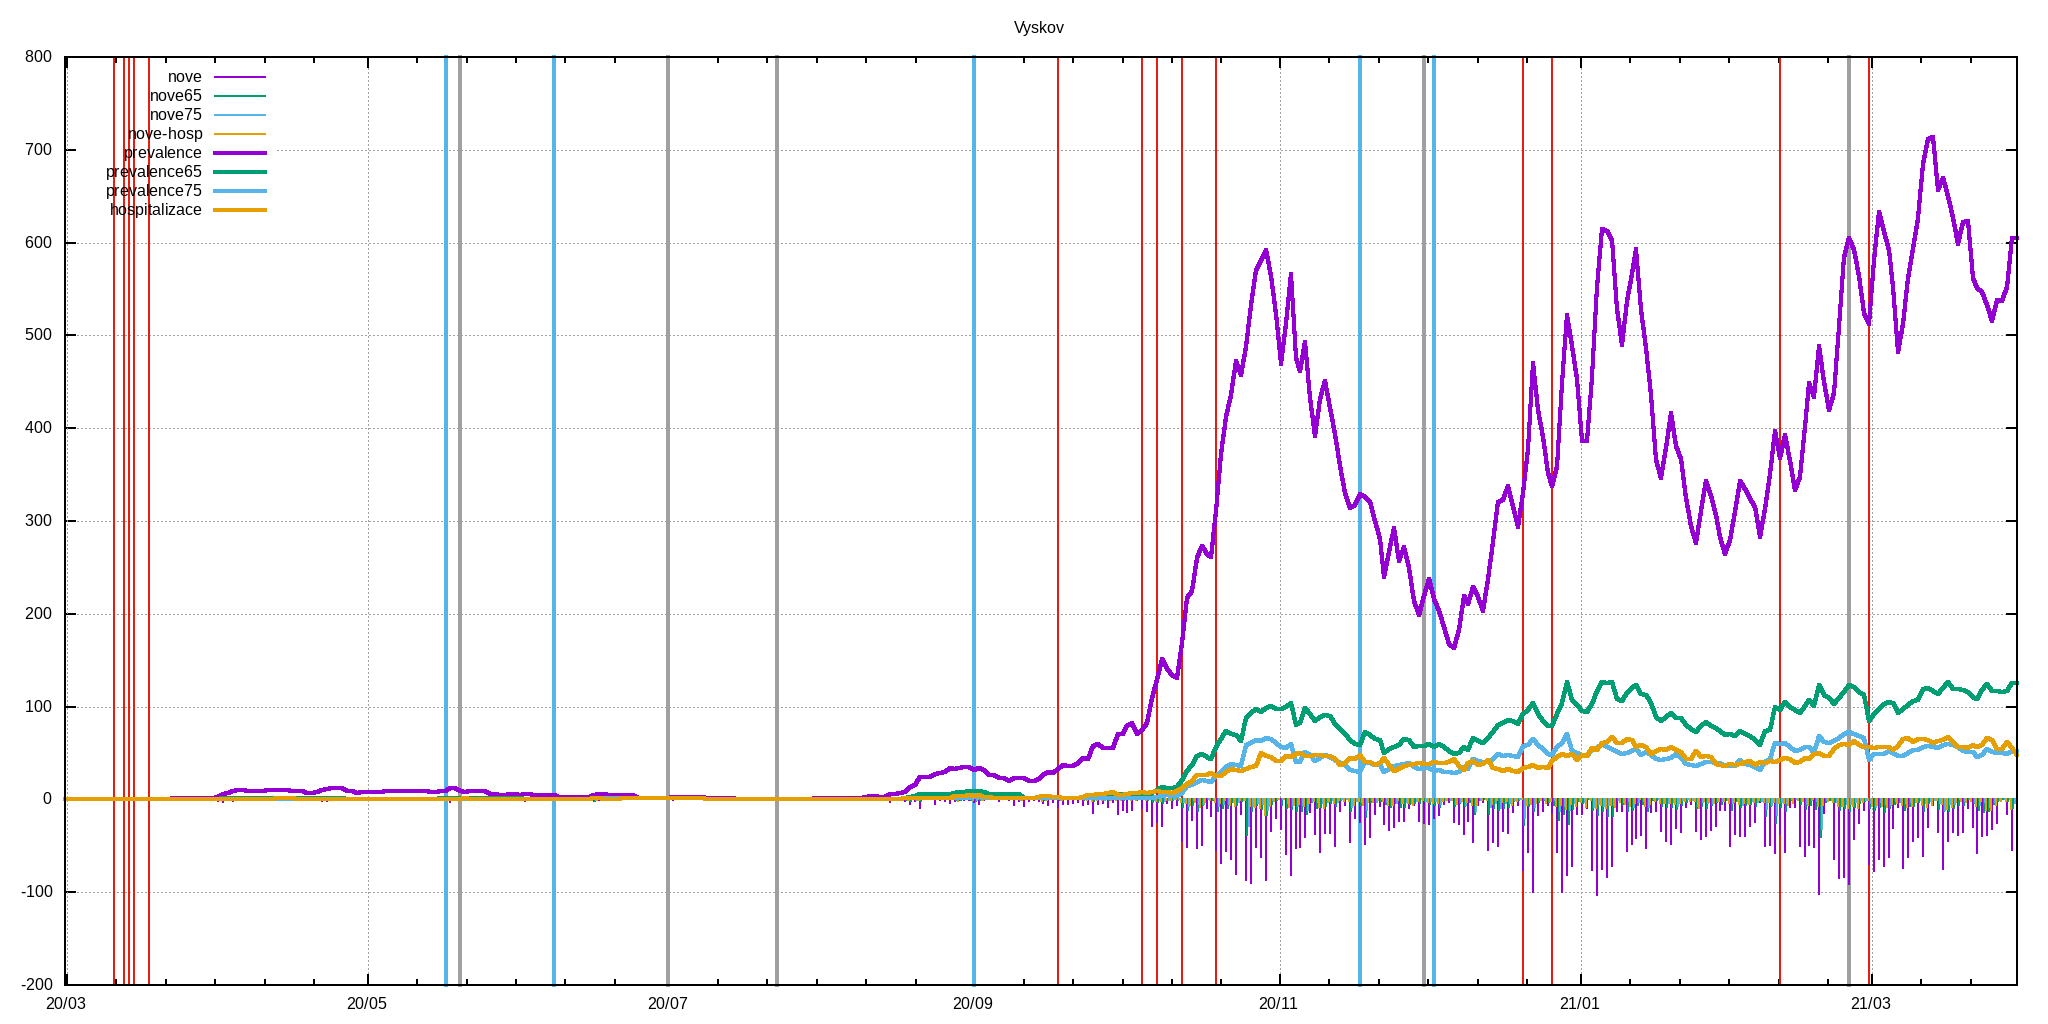 Vyskov
800
700
600
500
400
300
200
100
0
-100
-200
nove
nove65
nove75
nove-hosp
prevalence
prevalence65
prevalence75
hospitalizace
20/03 20/05 20/07 20/09 20/11 21/01 21/03